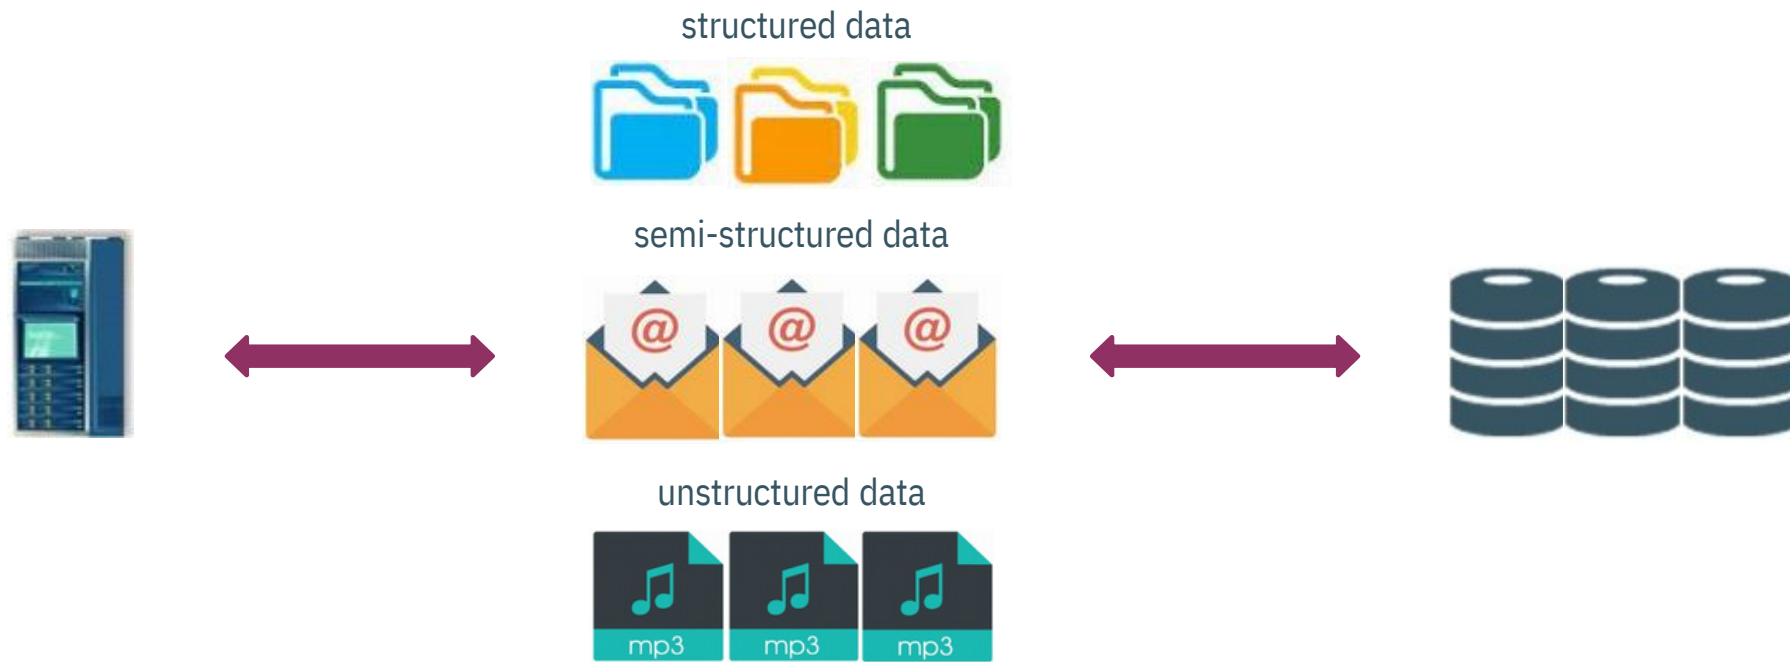 structured data
semi-structured data
@ @ @
unstructured data
mp3 mp3 mp3